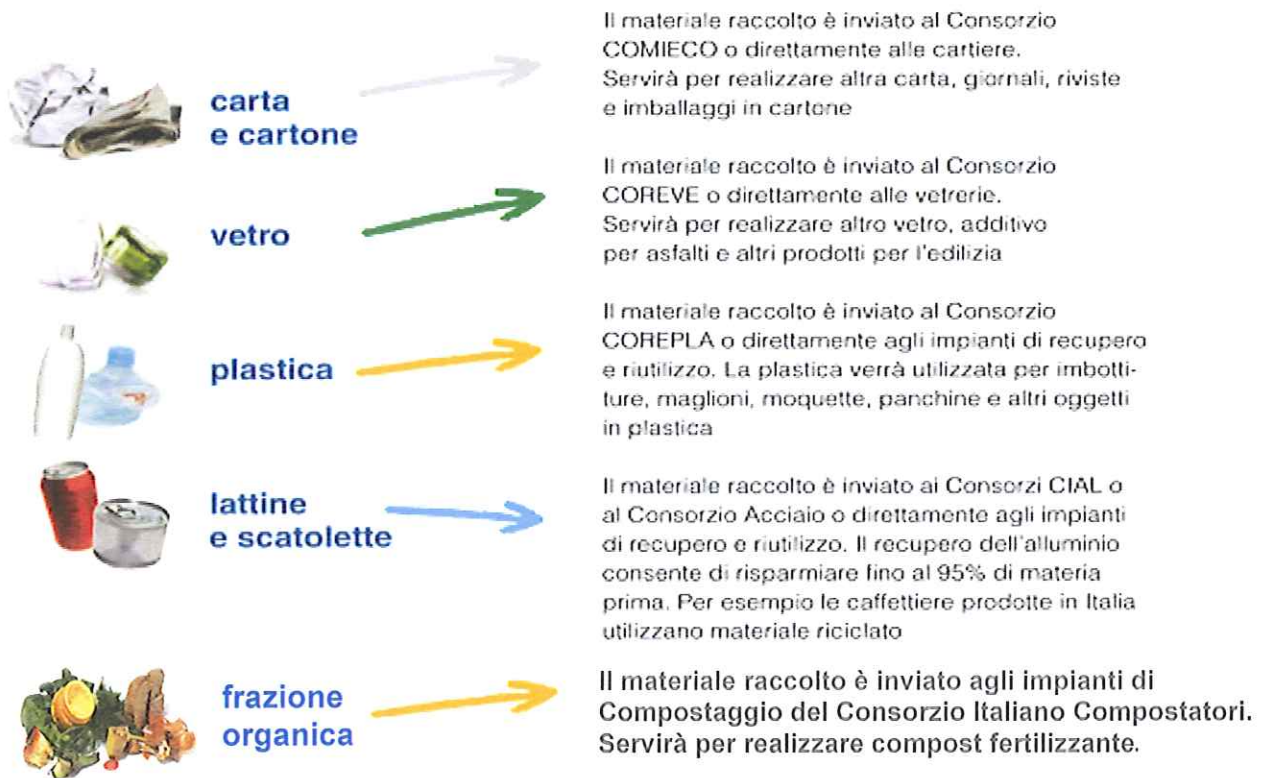 carta
e cartone
Il materiale raccolto è inviato al Consorzio
COMIECO o direttamente alle cartiere.
Servirà per realizzare altra carta, giornali, riviste
e imballaggi in cartone
vetro
Il materiale raccolto è inviato al Consorzio
COREVE o direttamente alle vetrerie.
Servirà per realizzare altro vetro, additivo
per asfalti e altri prodotti per l'edilizia
plastica
Il materiale raccolto è inviato al Consorzio
COREPLA o direttamente agli impianti di recupero
e riutilizzo. La plastica verrà utilizzata per imbotti-
ture, maglioni, moquette, panchine e altri oggetti
in plastica
lattine
e scatolette
Il materiale raccolto è inviato ai Consorzi CIAL o
al Consorzio Acciaio o direttamente agli impianti
di recupero e riutilizzo. Il recupero dell'alluminio
consente di risparmiare fino al 95% di materia
prima. Per esempio le caffettiere prodotte in Italia
utilizzano materiale riciclato
frazione
organica
Il materiale raccolto è inviato agli impianti di
Compostaggio del Consorzio Italiano Compostatori.
Servirà per realizzare compost fertilizzante.